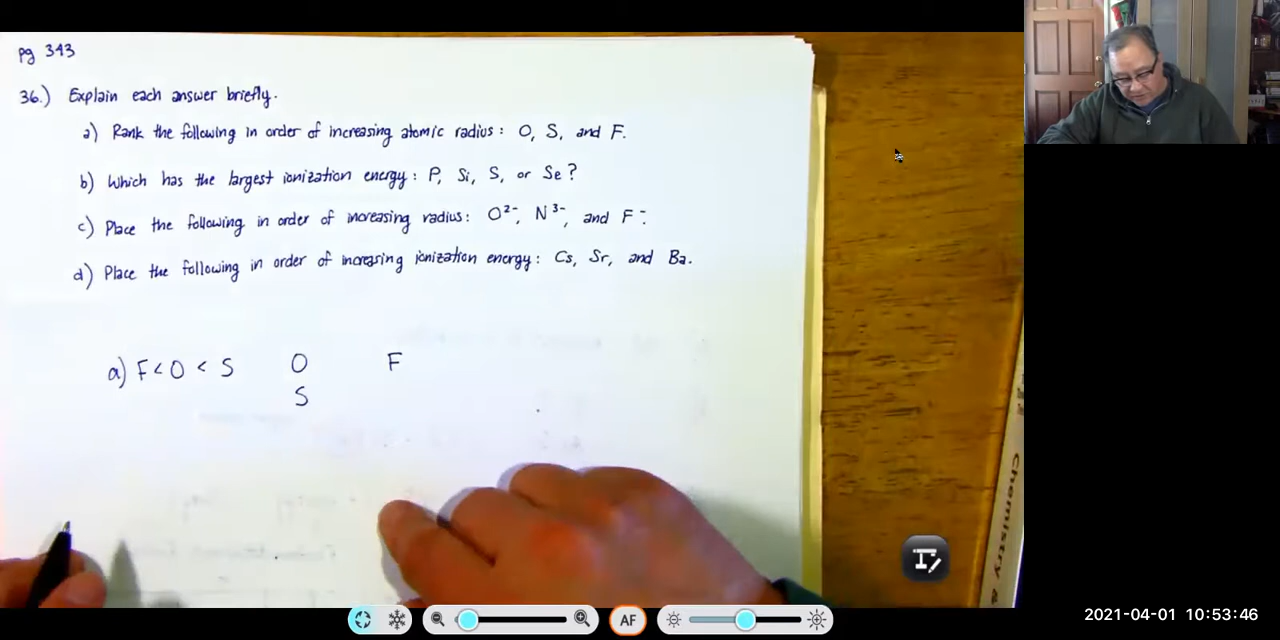 pg 343
36.) Explain each answer briefly.
a) Rank the following in order of increasing atomic radius: O, S, and F.
b) Which has the largest ionization energy: P, Si, S, or Se?
c) Place the following in order of increasing radius: O²⁻, N³⁻, and F⁻.
d) Place the following in order of increasing ionization energy: Cs, Sr, and Ba.
a) F < O < S O F
S
Chemistry &
AF
2021-04-01 10:53:46